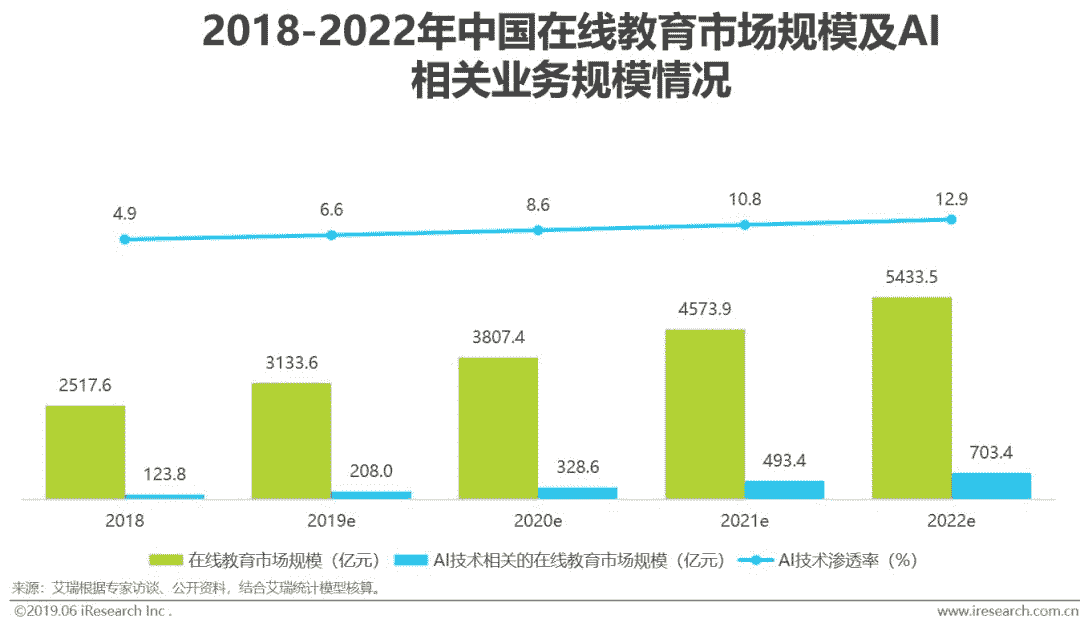 2018-2022年中国在线教育市场规模及AI
相关业务规模情况
4.9 6.6 8.6 10.8 12.9
2517.6 3133.6 3807.4 4573.9 5433.5
123.8 208.0 328.6 493.4 703.4
2018 2019e 2020e 2021e 2022e
在线教育市场规模（亿元） AI技术相关的在线教育市场规模（亿元） AI技术渗透率（%）
来源：艾瑞根据专家访谈、公开资料，结合艾瑞统计模型核算。
©2019.06 iResearch Inc . www.iresearch.com.cn